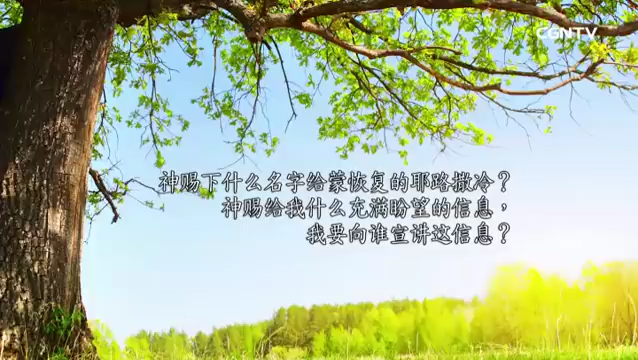 CGNTV
神赐下什么名字给蒙恢复的耶路撒冷？
神赐给我什么充满盼望的信息，
我要向谁宣讲这信息？